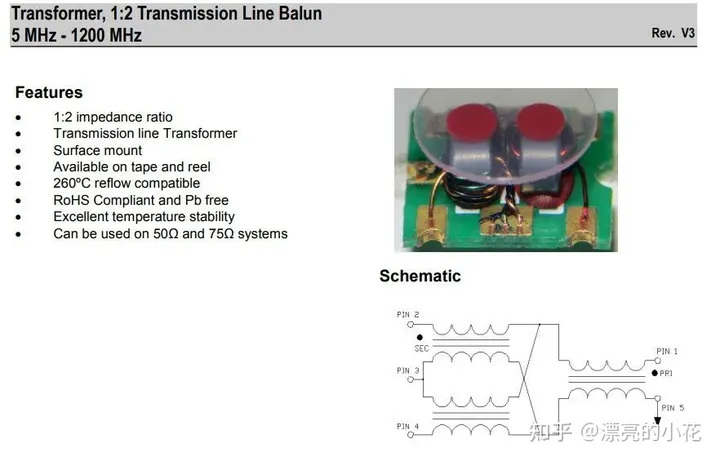 Transformer, 1:2 Transmission Line Balun
5 MHz - 1200 MHz
Rev. V3
Features
• 1:2 impedance ratio
• Transmission line Transformer
• Surface mount
• Available on tape and reel
• 260ºC reflow compatible
• RoHS Compliant and Pb free
• Excellent temperature stability
• Can be used on 50Ω and 75Ω systems
Schematic
PIN 2
SEC
PIN 3
PIN 4
PIN 1
PRI
PIN 5
知乎 @漂亮的小花